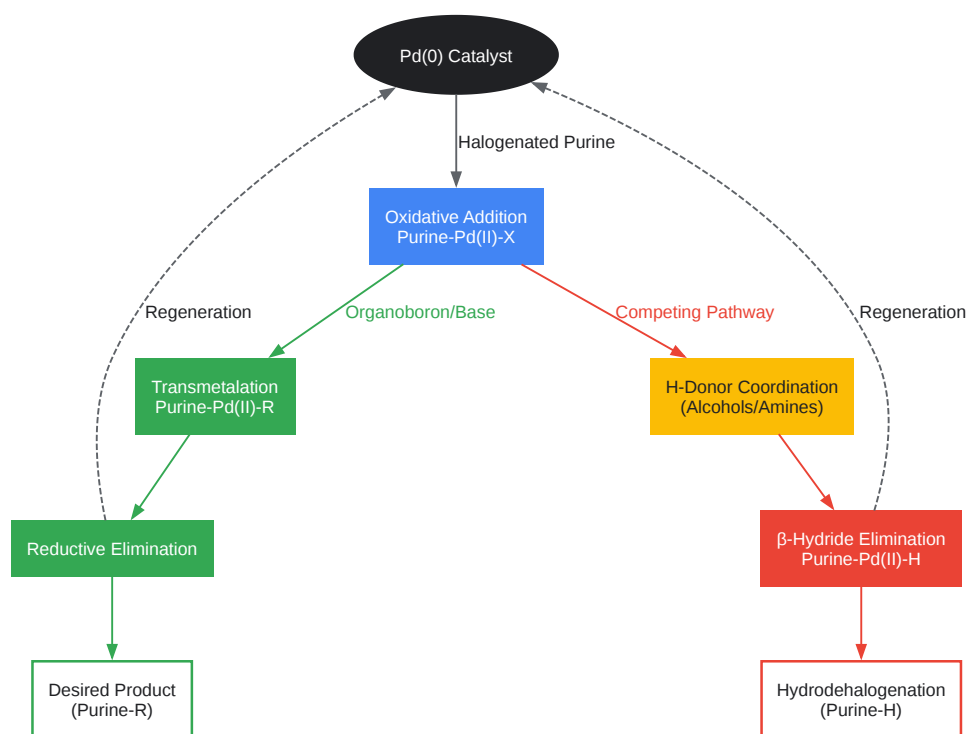 Pd(0) Catalyst
Halogenated Purine
Oxidative Addition
Purine-Pd(II)-X
Regeneration
Organoboron/Base
Competing Pathway
Regeneration
Transmetalation
Purine-Pd(II)-R
H-Donor Coordination
(Alcohols/Amines)
Reductive Elimination
β-Hydride Elimination
Purine-Pd(II)-H
Desired Product
(Purine-R)
Hydrodehalogenation
(Purine-H)